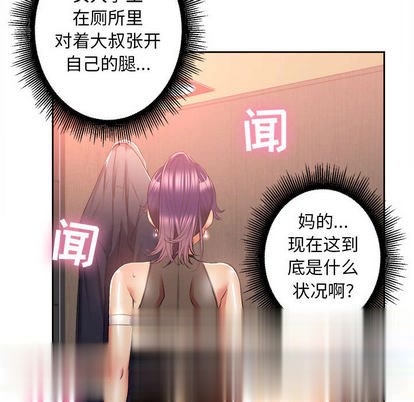 在厕所里
对着大叔张开
自己的腿...
闻
闻
妈的...
现在这到
底是什么
状况啊?